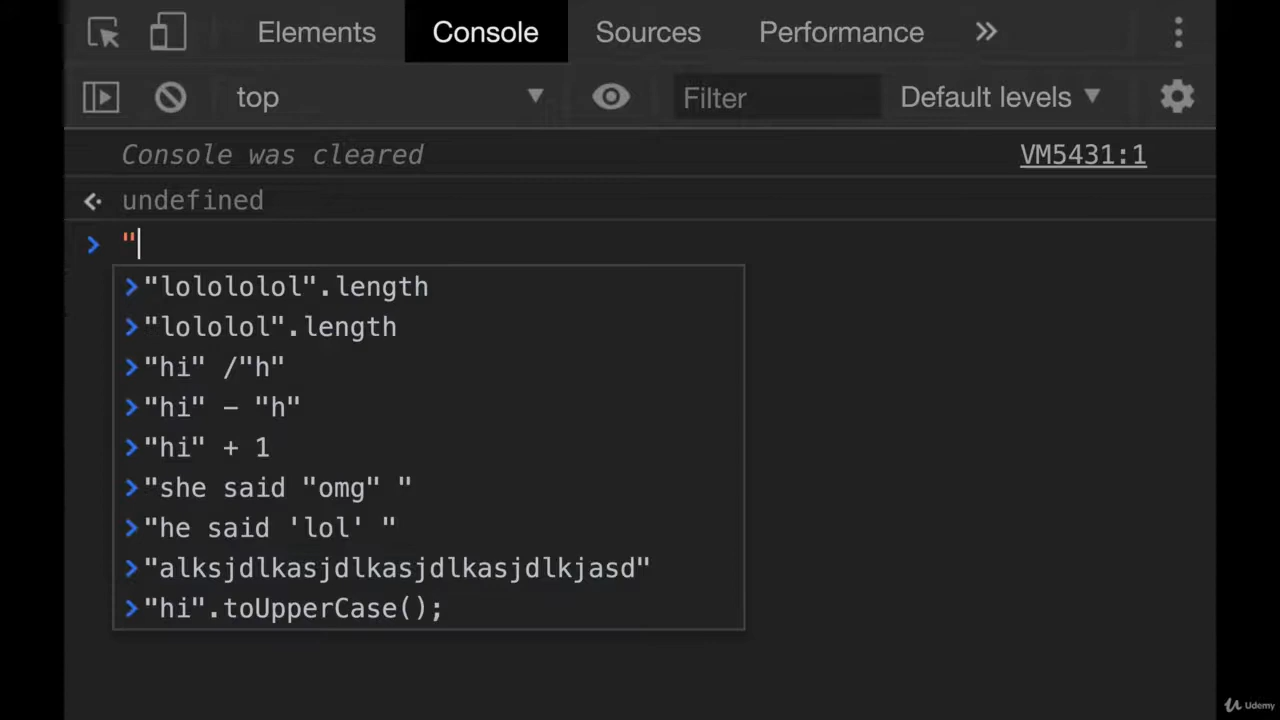 Elements Console Sources Performance »
top Filter Default levels
Console was cleared VM5431:1
undefined
> "
>"lolololol".length
>"lololol".length
>"hi" /"h"
>"hi" - "h"
>"hi" + 1
>"she said "omg" "
>"he said 'lol' "
>"alksjdlkasjdlkasjdlkasjdlkjasd"
>"hi".toUpperCase();
Udemy